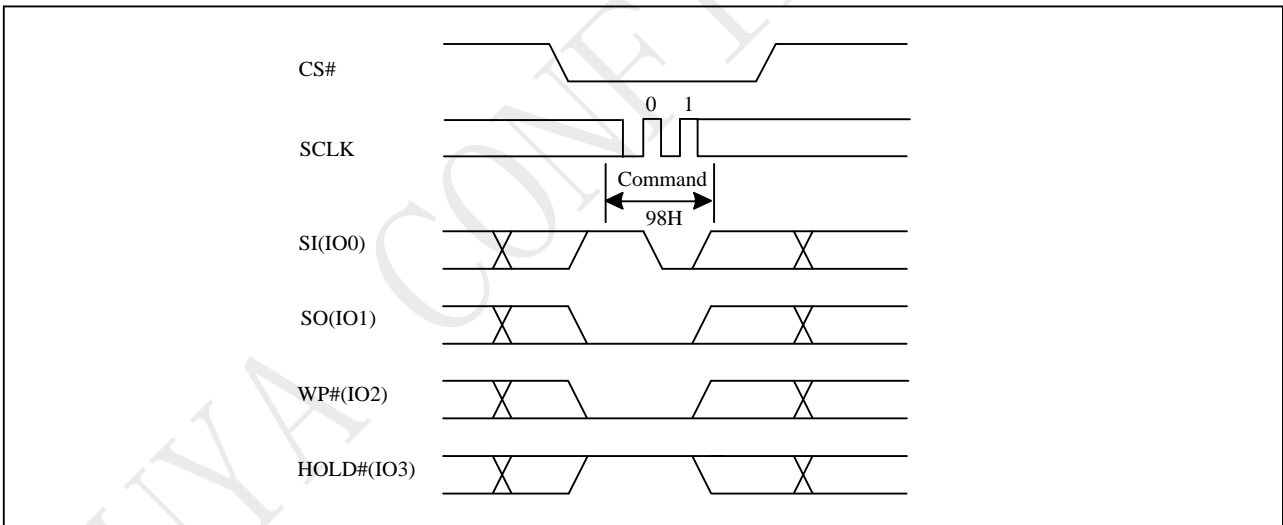 CS#
0 1
SCLK
Command
98H
SI(IO0)
SO(IO1)
WP#(IO2)
HOLD#(IO3)